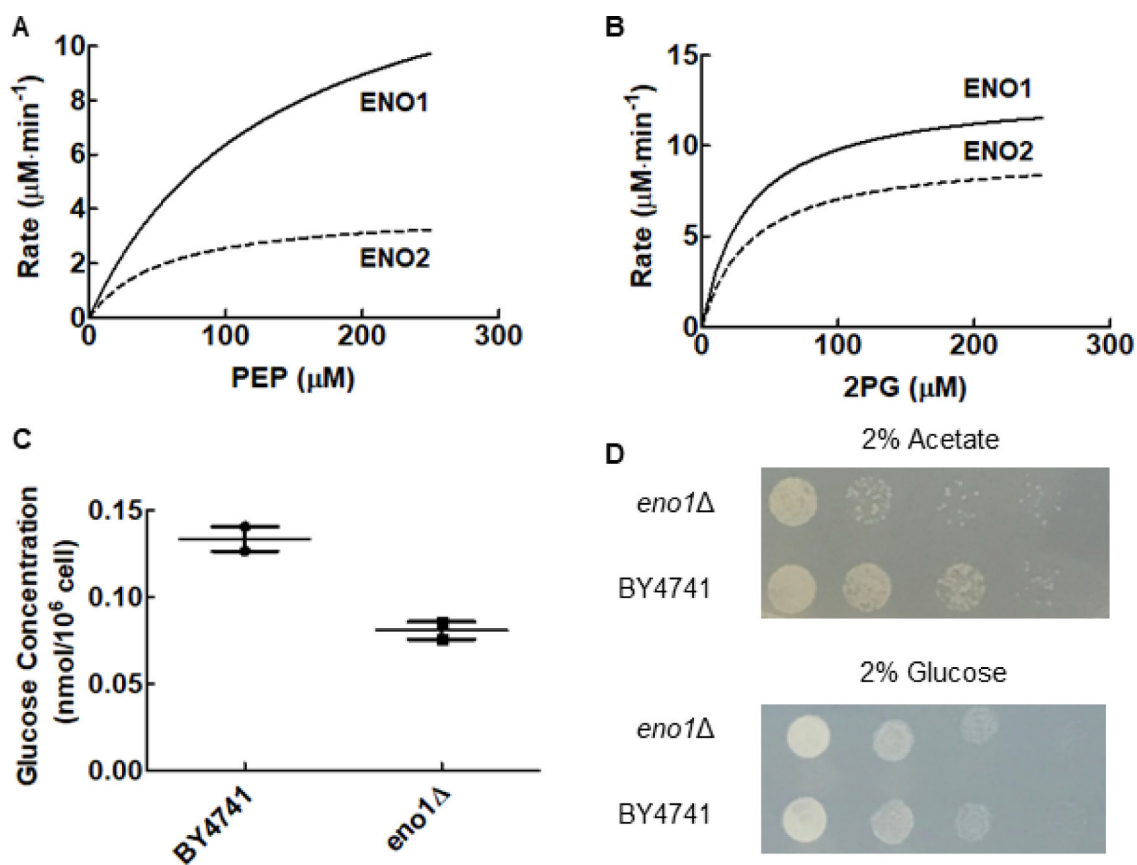 A
Rate (μM·min⁻¹)
10
8
6
4
2
0
ENO1
ENO2
0 100 200 300
PEP (μM)
B
Rate (μM·min⁻¹)
15
10
5
0
ENO1
ENO2
0 100 200 300
2PG (μM)
C
Glucose Concentration
(nmol/10⁶ cell)
0.15
0.10
0.05
0.00
BY4741
eno1Δ
D
2% Acetate
eno1Δ
BY4741
2% Glucose
eno1Δ
BY4741